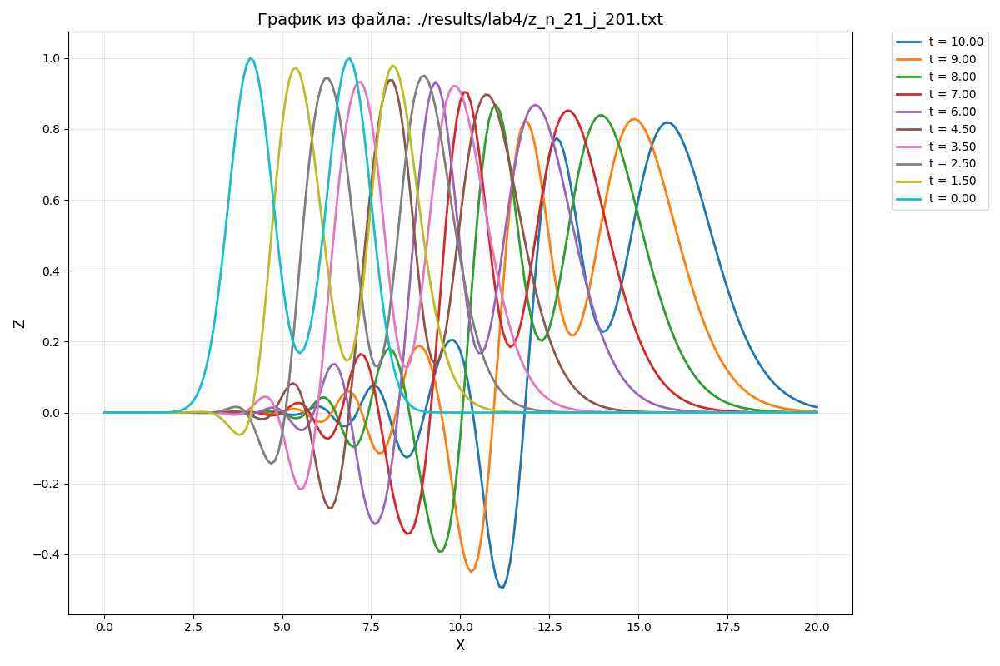 График из файла: ./results/lab4/z_n_21_j_201.txt
t = 10.00
t = 9.00
t = 8.00
t = 7.00
t = 6.00
t = 4.50
t = 3.50
t = 2.50
t = 1.50
t = 0.00
1.0
0.8
0.6
0.4
0.2
0.0
−0.2
−0.4
Z
0.0 2.5 5.0 7.5 10.0 12.5 15.0 17.5 20.0
X